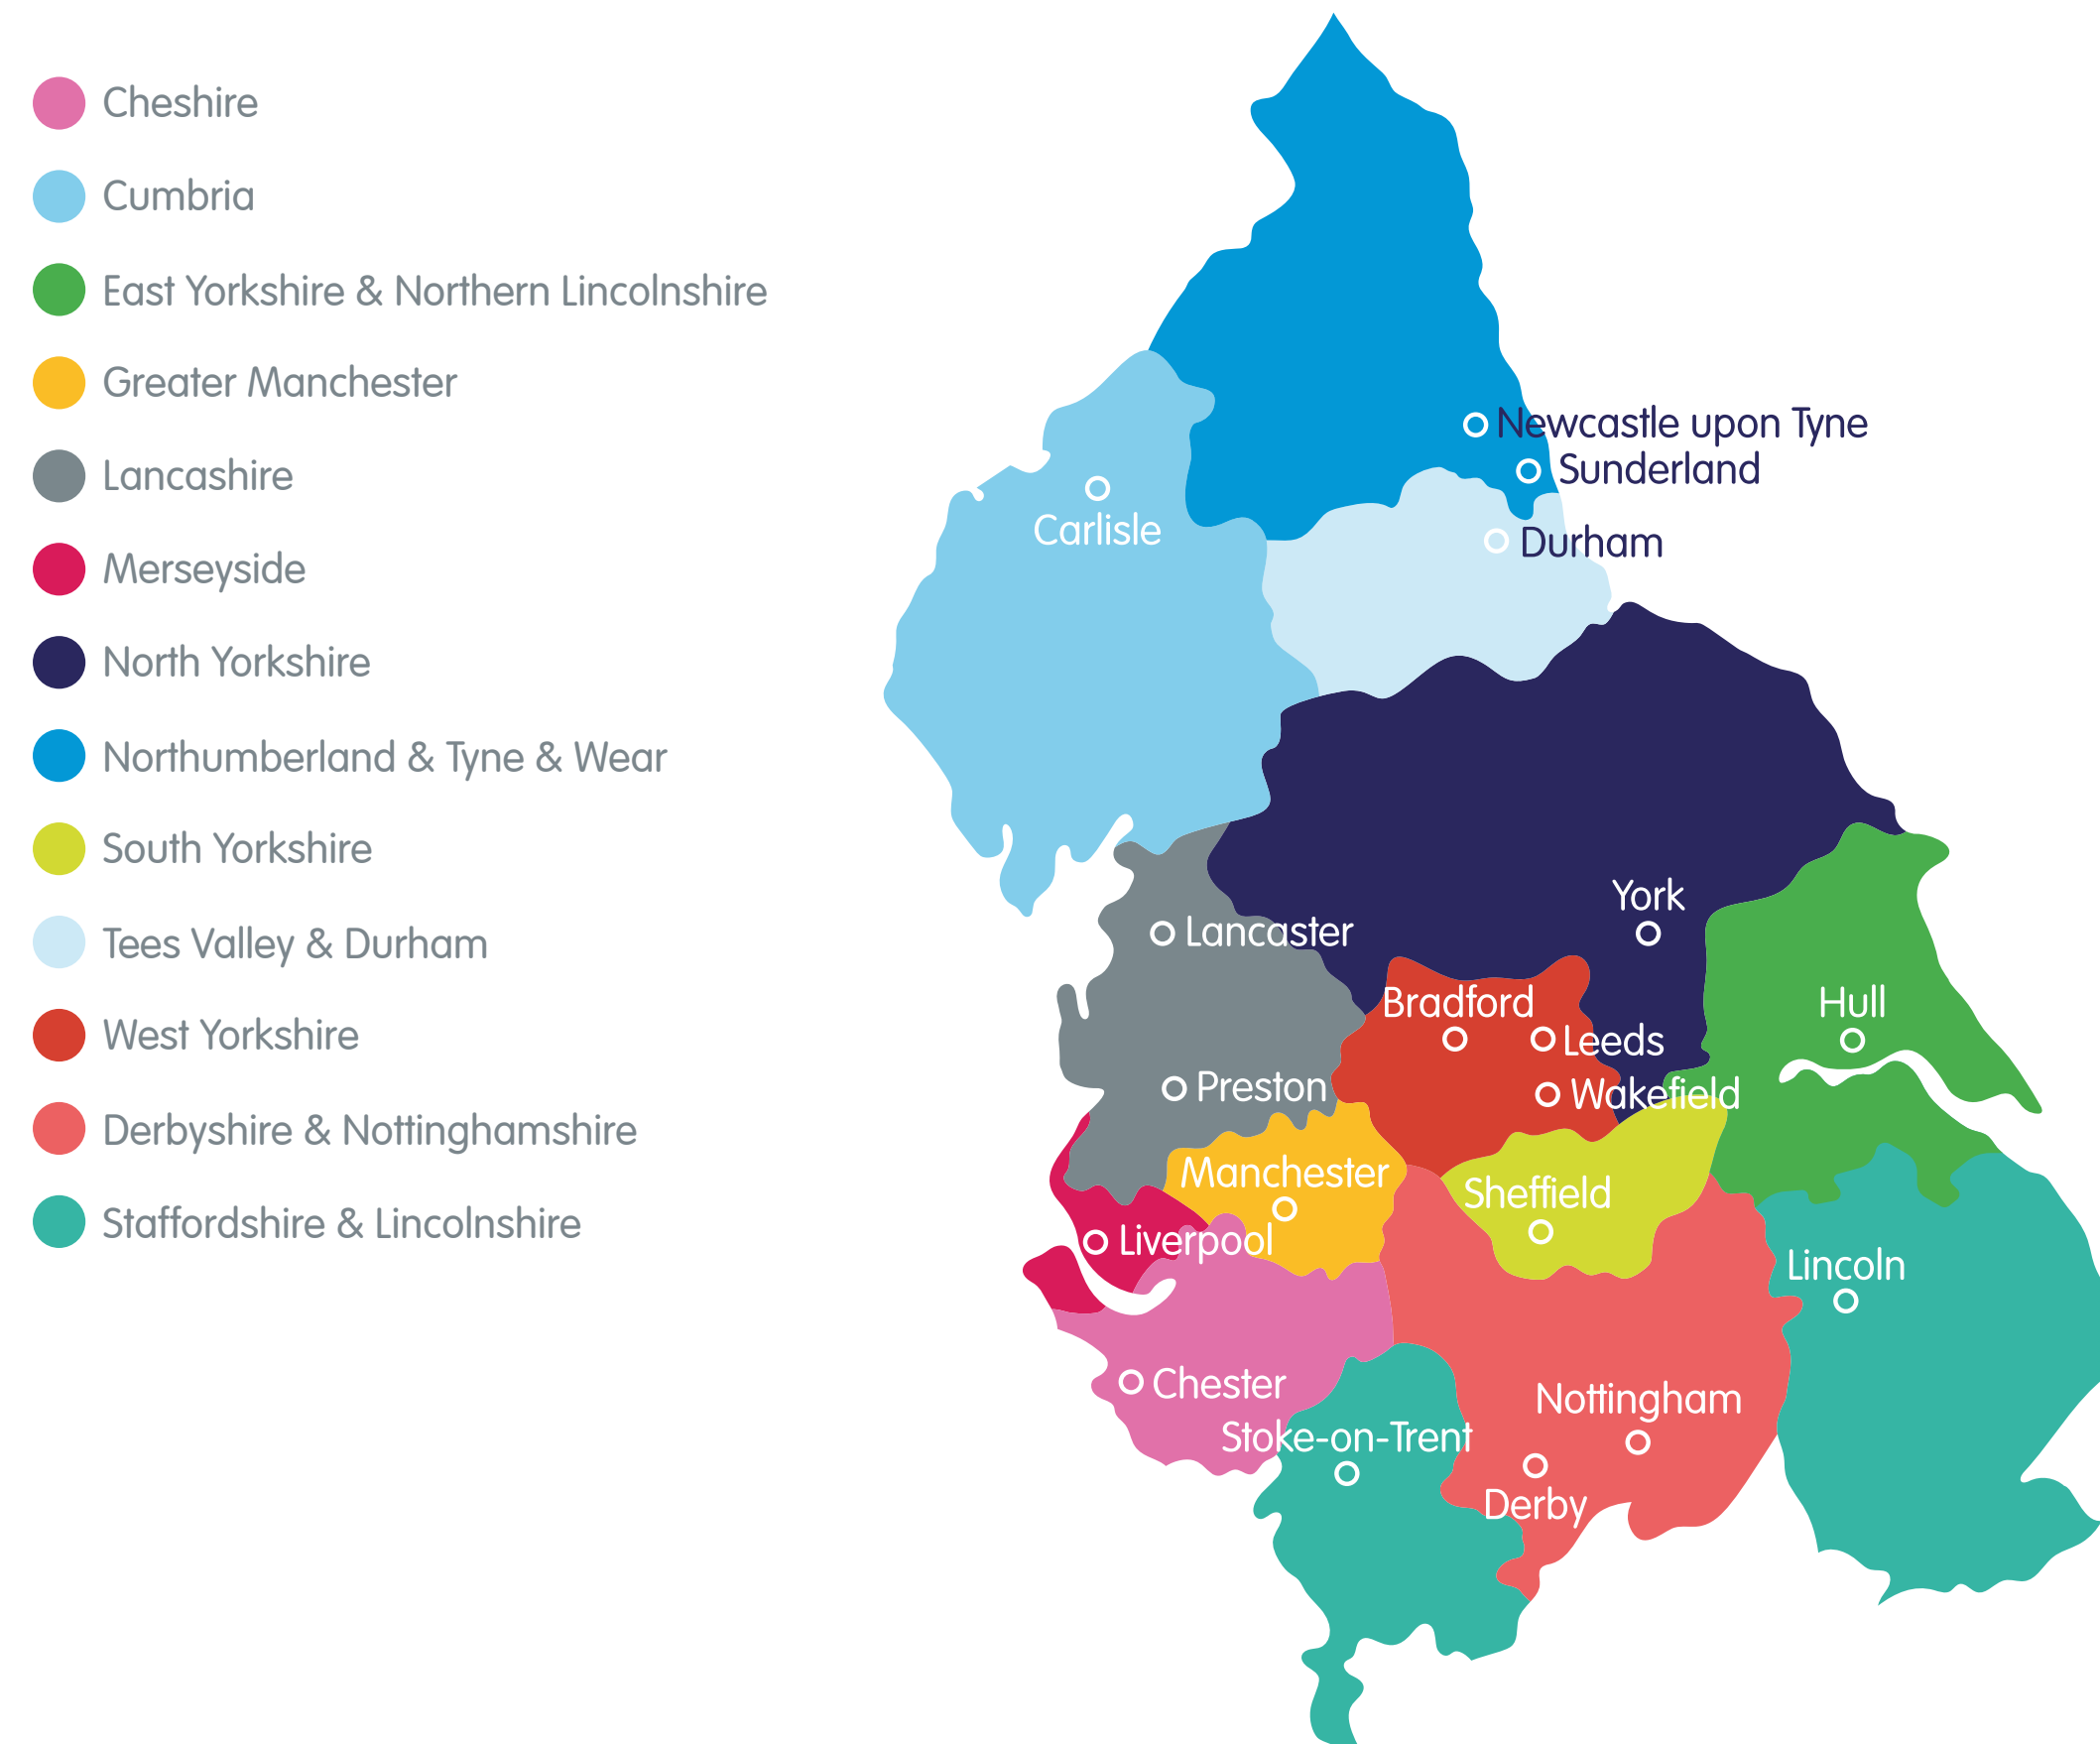 Cheshire
Cumbria
East Yorkshire & Northern Lincolnshire
Greater Manchester
Lancashire
Merseyside
North Yorkshire
Northumberland & Tyne & Wear
South Yorkshire
Tees Valley & Durham
West Yorkshire
Derbyshire & Nottinghamshire
Staffordshire & Lincolnshire
Newcastle upon Tyne
Sunderland
Carlisle
Durham
York
Lancaster
Bradford
Hull
Leeds
Preston
Wakefield
Manchester
Sheffield
Liverpool
Lincoln
Chester
Nottingham
Stoke-on-Trent
Derby